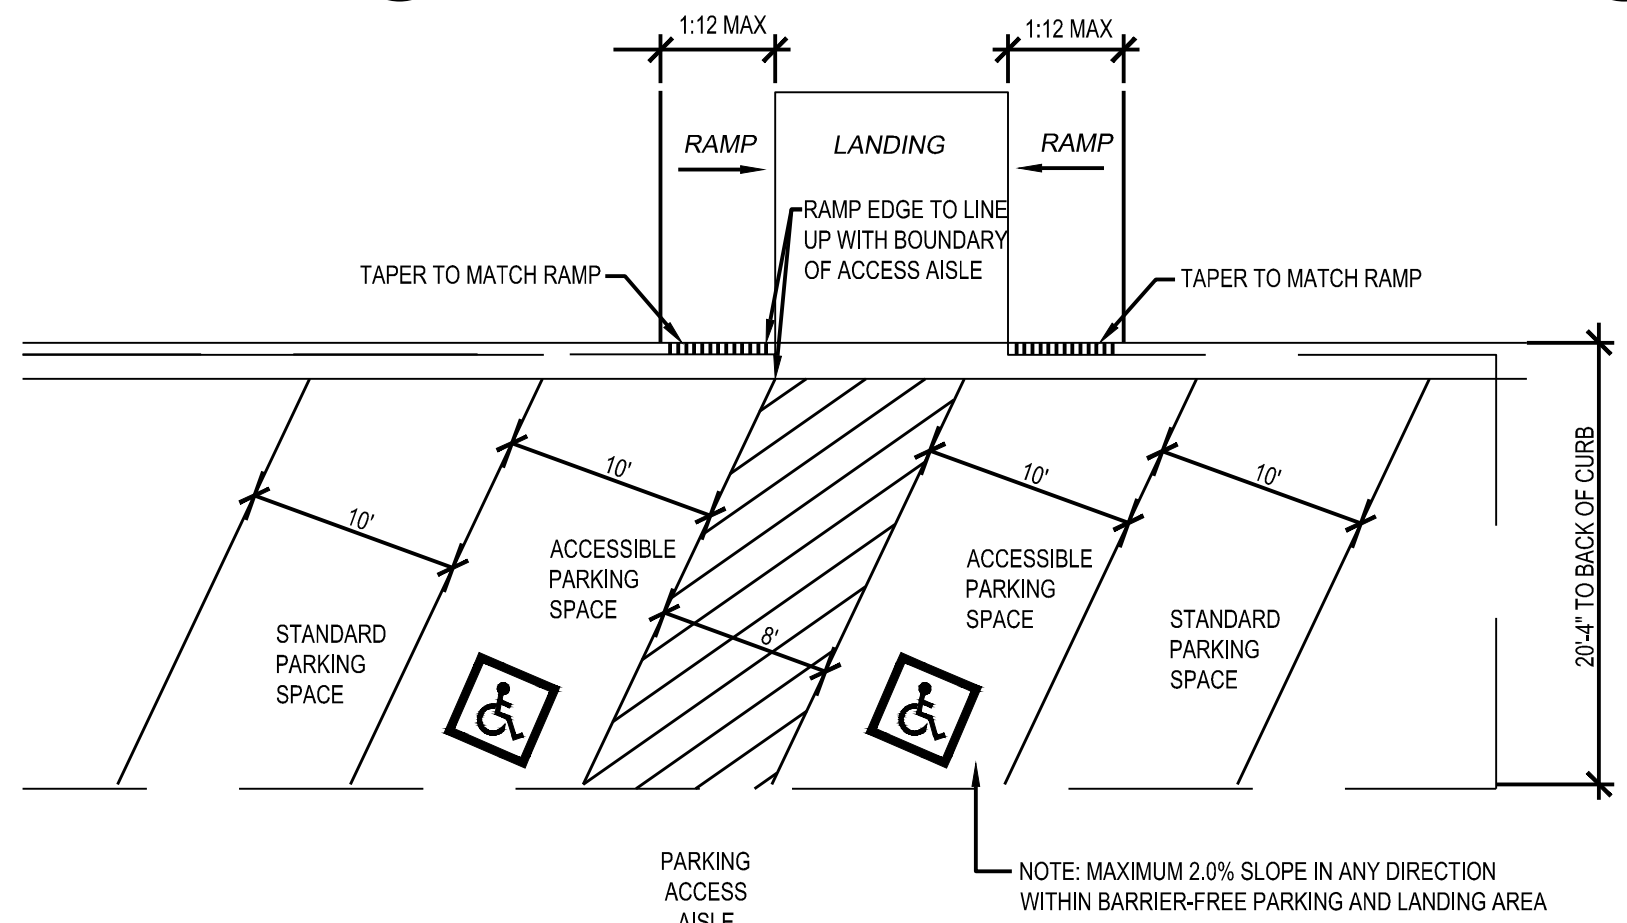 1:12 MAX
1:12 MAX
RAMP
LANDING
RAMP
RAMP EDGE TO LINE
UP WITH BOUNDARY
OF ACCESS AISLE
TAPER TO MATCH RAMP
TAPER TO MATCH RAMP
10'
10'
10'
10'
8'
ACCESSIBLE
PARKING
SPACE
ACCESSIBLE
PARKING
SPACE
STANDARD
PARKING
SPACE
STANDARD
PARKING
SPACE
20'-4" TO BACK OF CURB
PARKING
ACCESS
AISLE
NOTE: MAXIMUM 2.0% SLOPE IN ANY DIRECTION
WITHIN BARRIER-FREE PARKING AND LANDING AREA